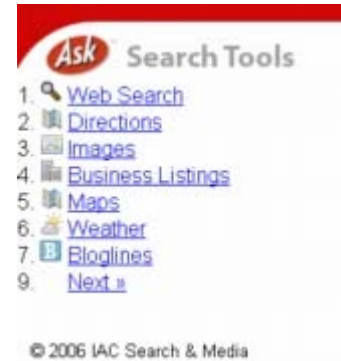 Ask Search Tools
1. Web Search
2. Directions
3. Images
4. Business Listings
5. Maps
6. Weather
7. B Bloglines
9. Next »
© 2006 IAC Search & Media